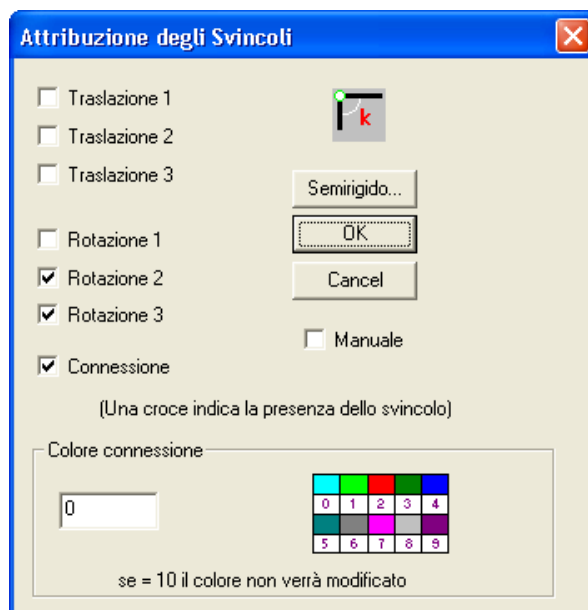 Attribuzione degli Svincoli
Traslazione 1
Traslazione 2
Traslazione 3
k
Semirigido...
Rotazione 1
OK
Rotazione 2
Cancel
Rotazione 3
Manuale
Connessione
(Una croce indica la presenza dello svincolo)
Colore connessione
0
0 1 2 3 4
5 6 7 8 9
se = 10 il colore non verrà modificato